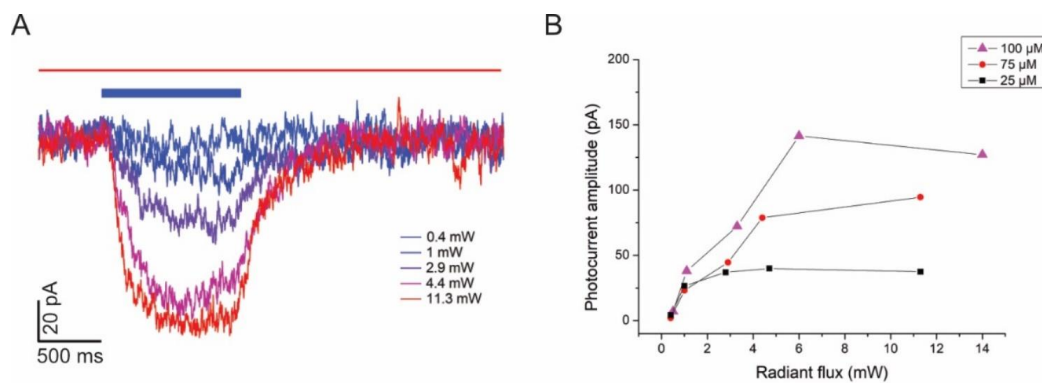 A
20 pA
500 ms
0.4 mW
1 mW
2.9 mW
4.4 mW
11.3 mW
B
100 µM
75 µM
25 µM
Photocurrent amplitude (pA)
200
150
100
50
0
0 2 4 6 8 10 12 14
Radiant flux (mW)